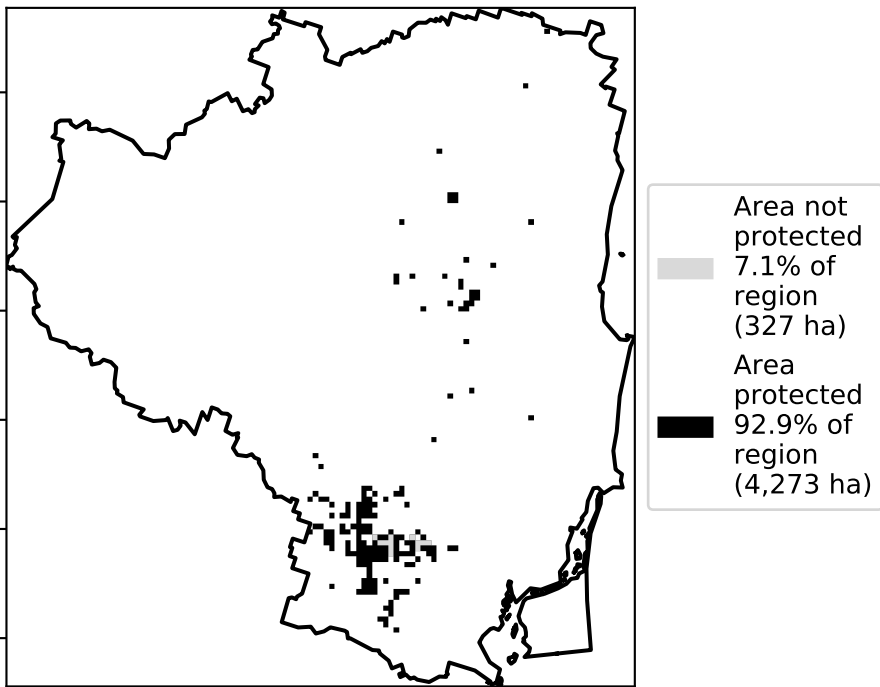 Area not
protected
7.1% of
region
(327 ha)
Area
protected
92.9% of
region
(4,273 ha)